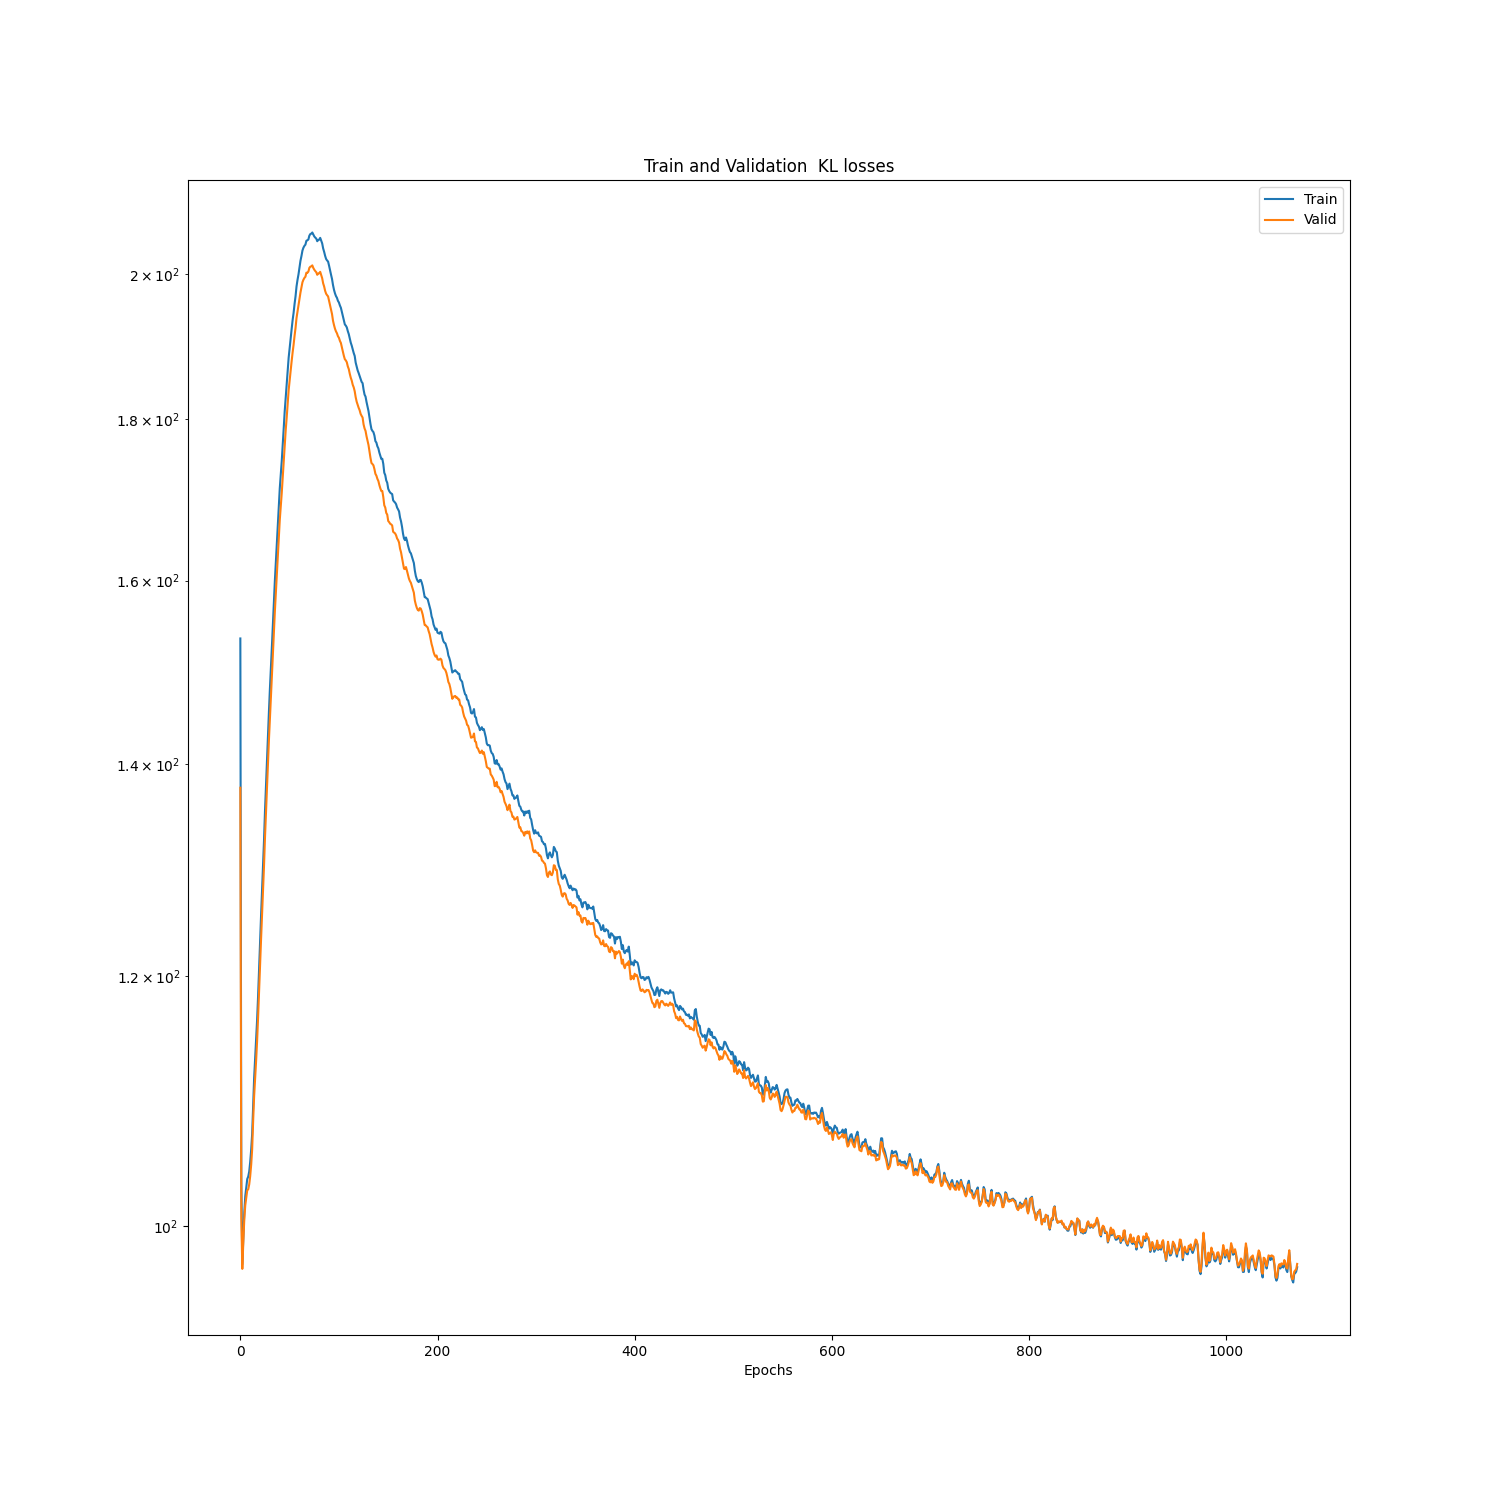 Train and Validation  KL losses
Train
Valid
2 × 10²
1.8 × 10²
1.6 × 10²
1.4 × 10²
1.2 × 10²
10²
0 200 400 600 800 1000
Epochs